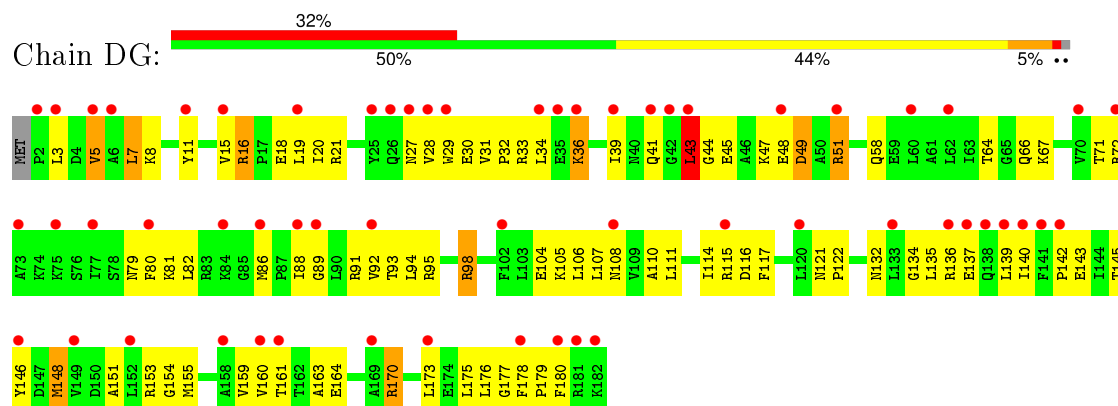 32%
Chain DG:
50% 44% 5% ••
MET P2 L3 D4 V5 A6 L7 K8 Y11 V15 R16 P17 E18 L19 I20 R21 Y25 Q26 N27 V28 W29 E30 V31 P32 R33 L34 E35 K36 I39 N40 Q41 G42 L43 G44 E45 A46 K47 E48 D49 A50 R51 Q58 E59 L60 A61 L62 I63 T64 G65 Q66 K67 V70 T71 R72
A73 K74 K75 S76 I77 S78 N79 F80 K81 L82 R83 K84 G85 M86 P87 I88 G89 L90 R91 V92 T93 L94 R95 R98 F102 L103 E104 K105 L106 L107 N108 V109 A110 L111 I114 R115 D116 F117 L120 N121 P122 N132 L133 G134 L135 R136 E137 Q138 L139 I140 F141 P142 E143 I144 T145
Y146 D147 M148 V149 D150 A151 L152 R153 G154 M155 A158 V159 V160 T161 T162 A163 E164 A169 R170 L173 E174 L175 L176 G177 F178 P179 F180 R181 K182